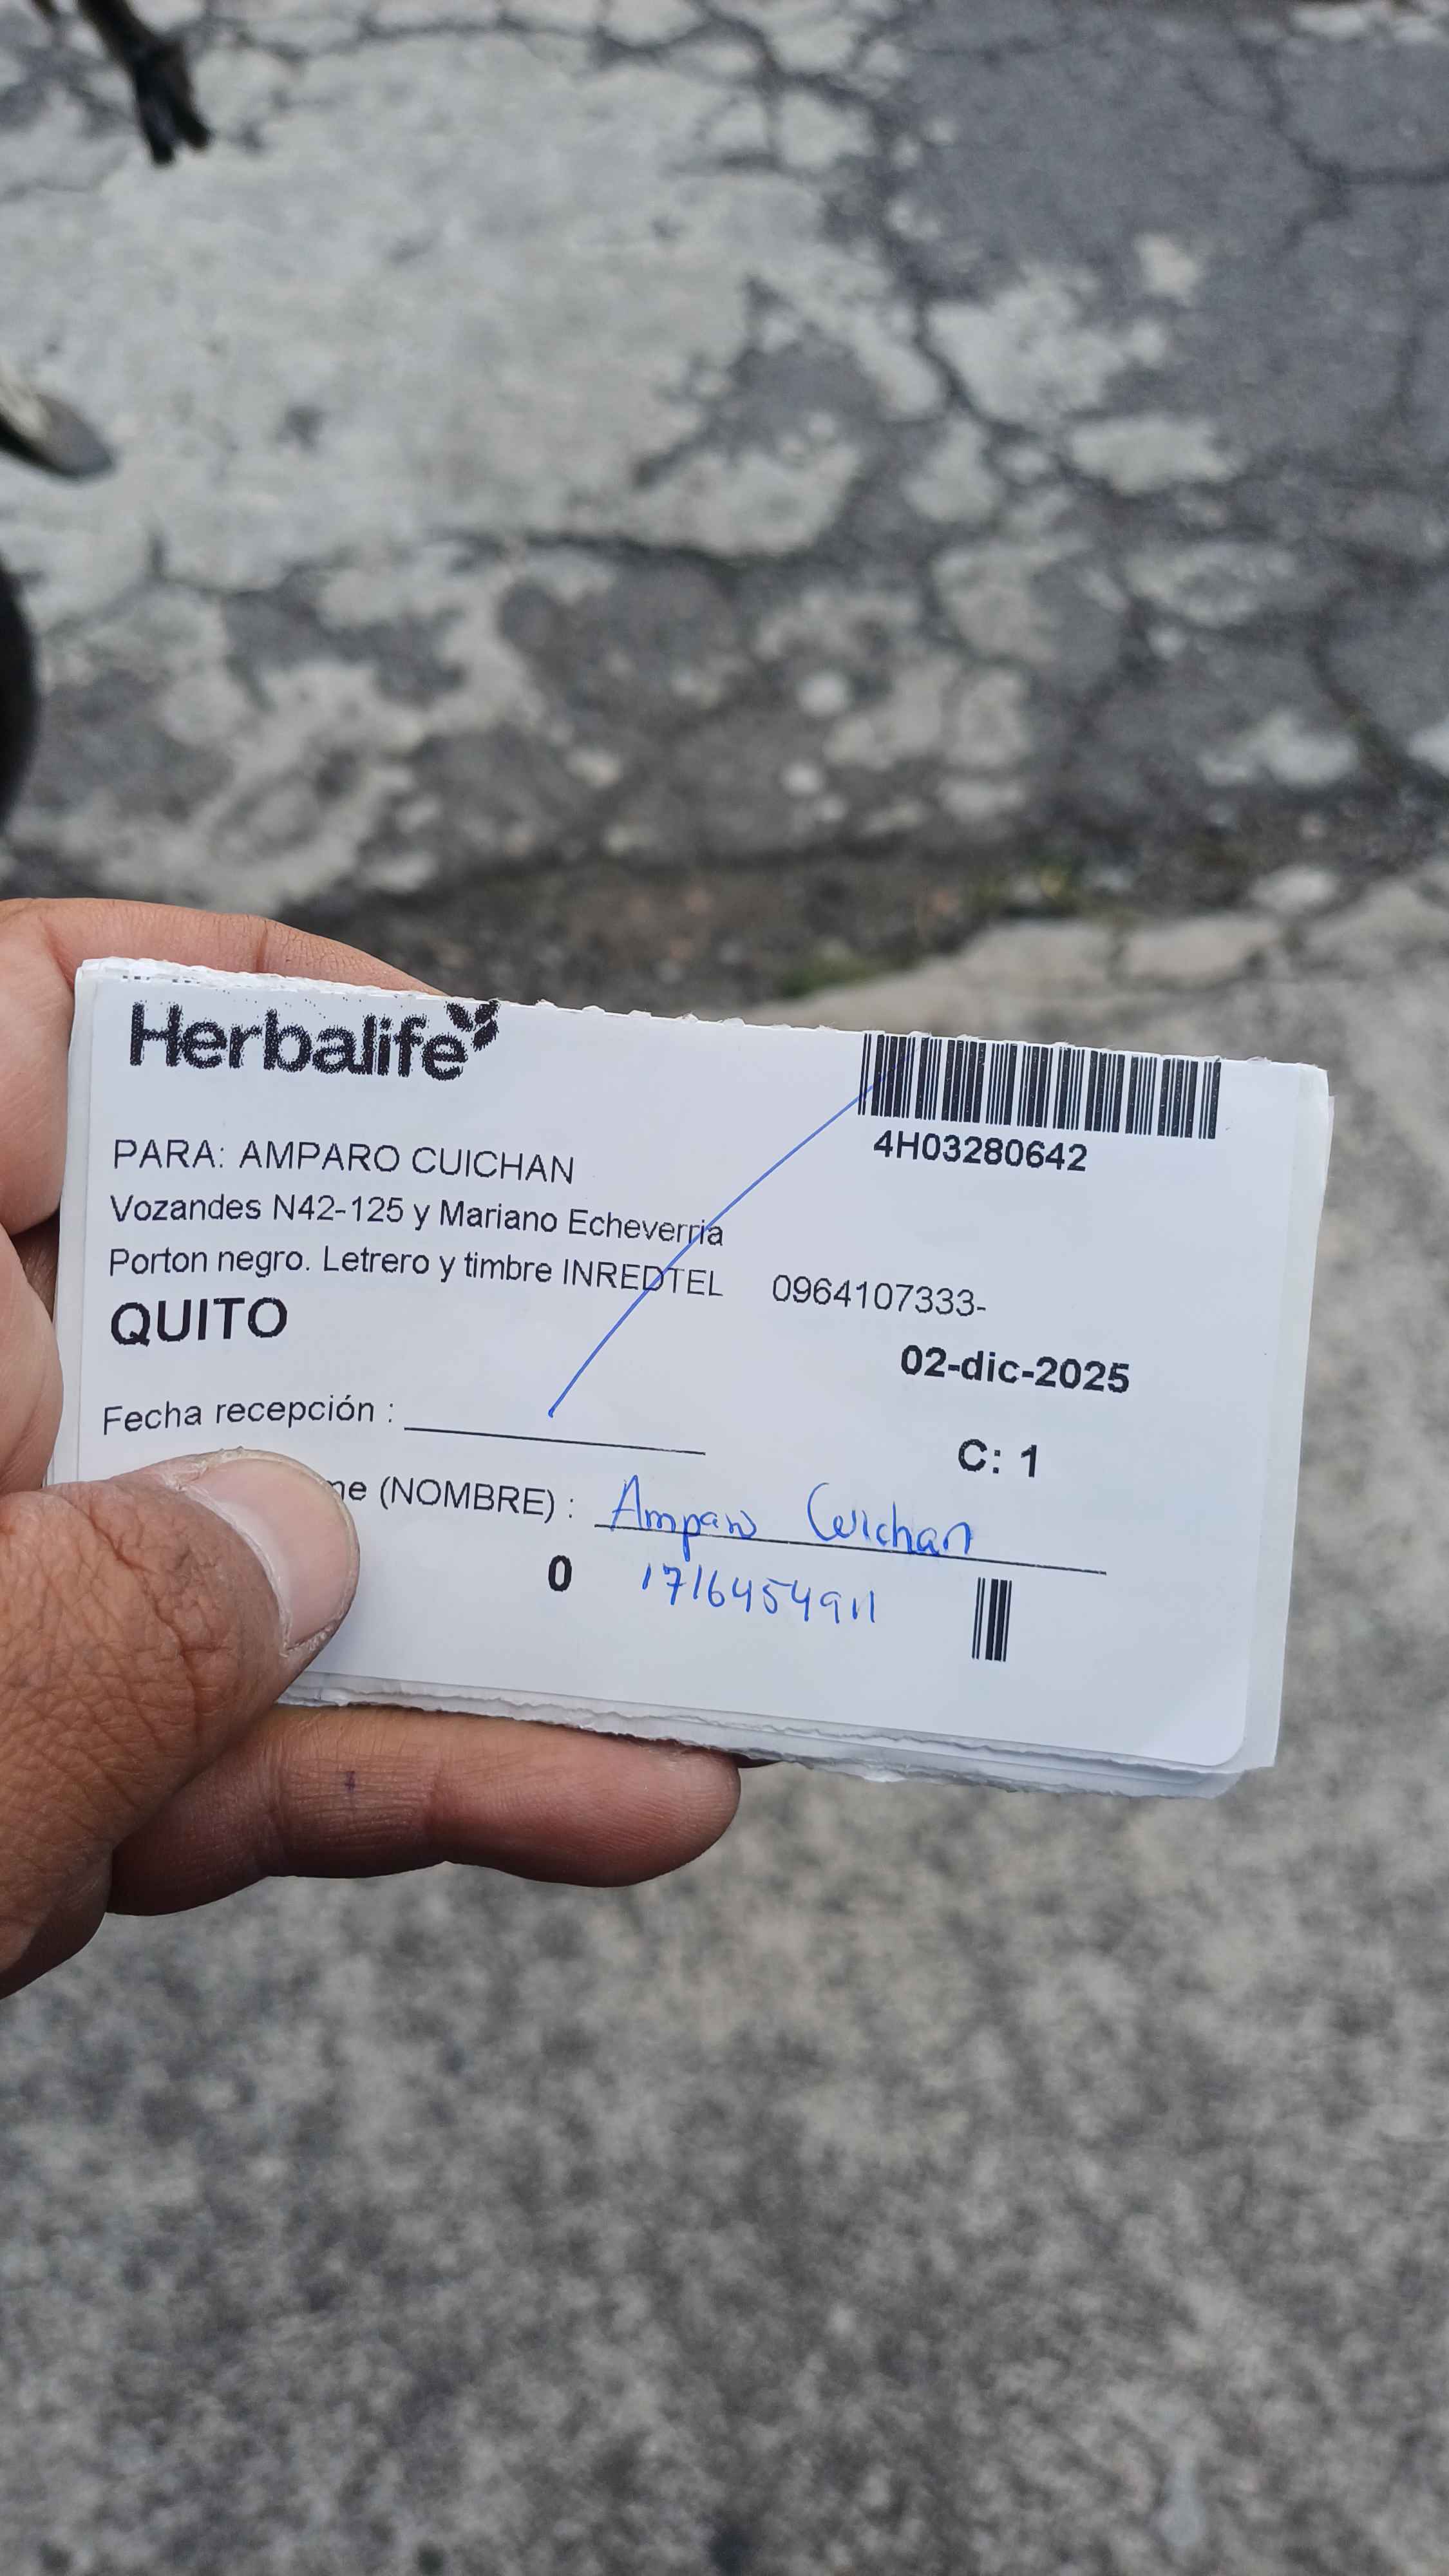 Herbalife
4H03280642
PARA: AMPARO CUICHAN
Vozandes N42-125 y Mariano Echeverria
Porton negro. Letrero y timbre INREDTEL 0964107333-
QUITO
02-dic-2025
Fecha recepción :
C: 1
(NOMBRE) : Amparo Cuichan
0 1716454911